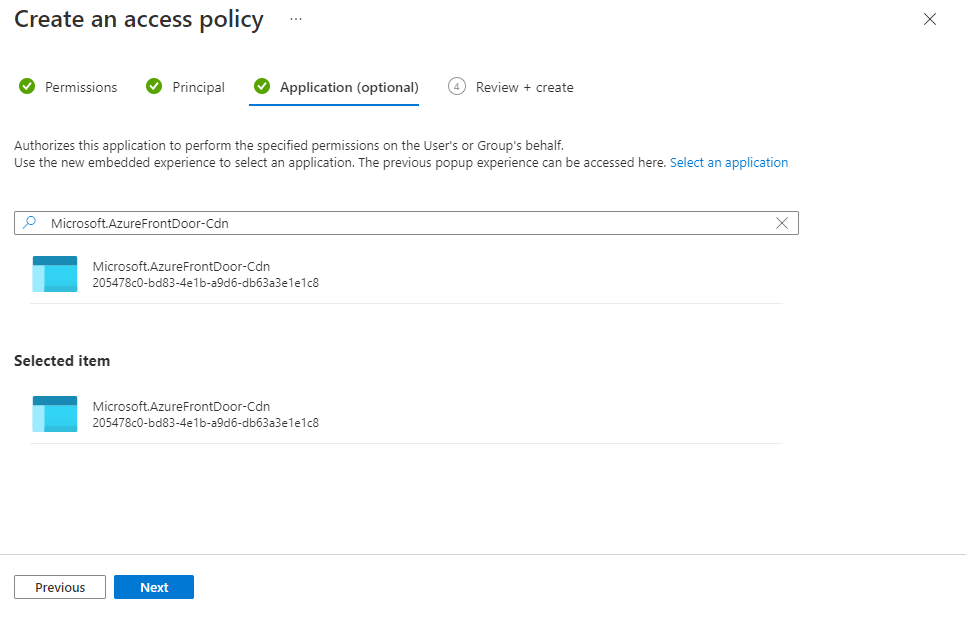 Create an access policy ...
Permissions
Principal
Application (optional)
4 Review + create
Authorizes this application to perform the specified permissions on the User's or Group's behalf.
Use the new embedded experience to select an application. The previous popup experience can be accessed here. Select an application
Microsoft.AzureFrontDoor-Cdn
Microsoft.AzureFrontDoor-Cdn
205478c0-bd83-4e1b-a9d6-db63a3e1e1c8
Selected item
Microsoft.AzureFrontDoor-Cdn
205478c0-bd83-4e1b-a9d6-db63a3e1e1c8
Previous
Next